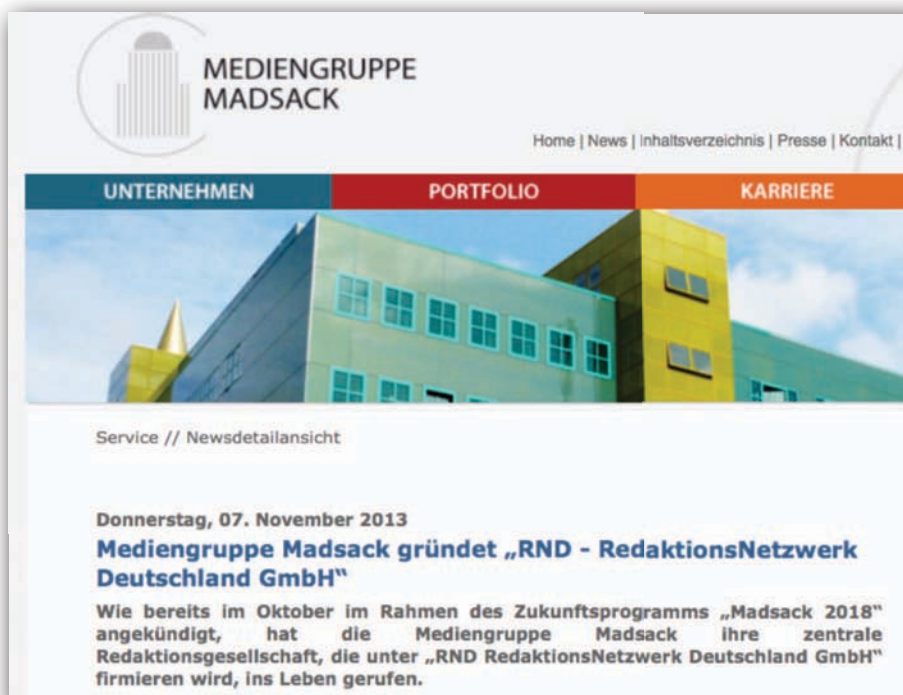 MEDIENGRUPPE
MADSACK
Home | News | Inhaltsverzeichnis | Presse | Kontakt |
UNTERNEHMEN PORTFOLIO KARRIERE
Service // Newsdetailansicht
Donnerstag, 07. November 2013
Mediengruppe Madsack gründet „RND - RedaktionsNetzwerk
Deutschland GmbH“
Wie bereits im Oktober im Rahmen des Zukunftsprogramms „Madsack 2018“
angekündigt, hat die Mediengruppe Madsack ihre zentrale
Redaktionsgesellschaft, die unter „RND RedaktionsNetzwerk Deutschland GmbH“
firmieren wird, ins Leben gerufen.